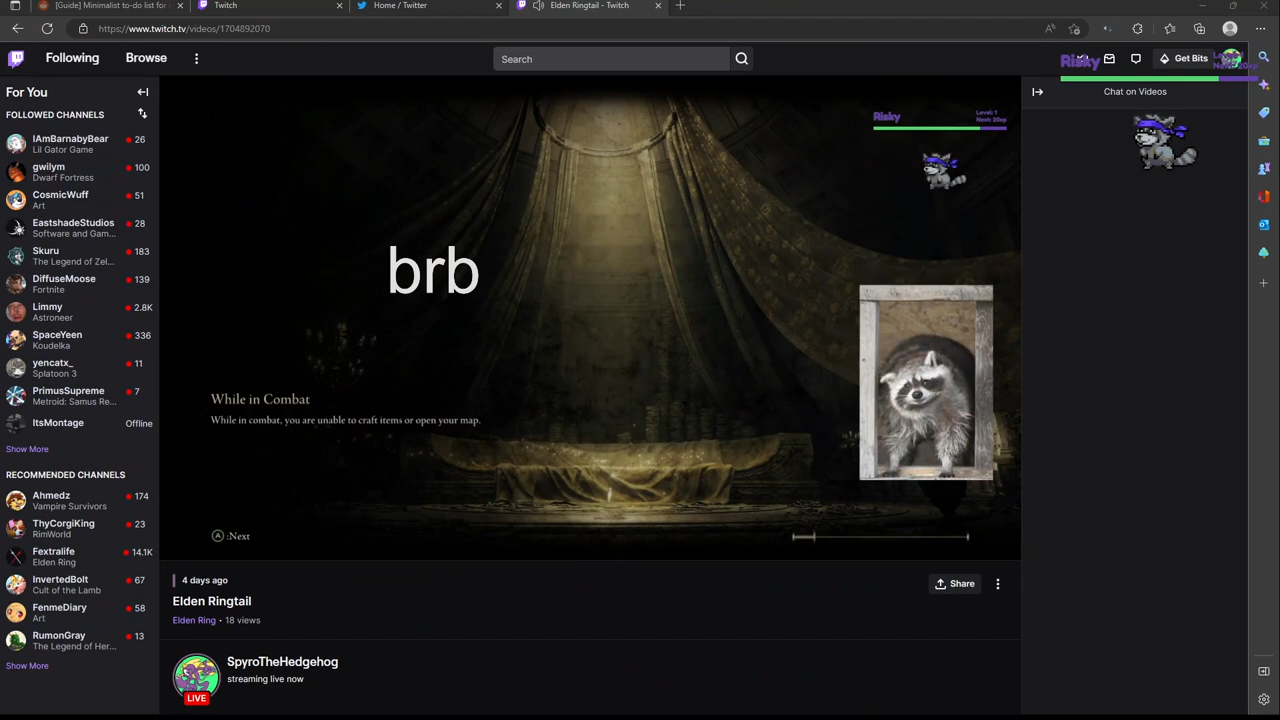 [Guide] Minimalist to-do list for
Twitch
Home / Twitter
Elden Ringtail - Twitch
https://www.twitch.tv/videos/1704892070
Following
Browse
Search
Get Bits
Risky
For You
FOLLOWED CHANNELS
IAmBarnabyBear
26
Lil Gator Game
gwilym
100
Dwarf Fortress
CosmicWuff
51
Art
EastshadeStudios
28
Software and Gam...
Skuru
183
The Legend of Zel...
DiffuseMoose
139
Fortnite
Limmy
2.8K
Astroneer
SpaceYeen
336
Koudelka
yencatx_
11
Splatoon 3
PrimusSupreme
7
Metroid: Samus Re...
ItsMontage
Offline
Show More
RECOMMENDED CHANNELS
Ahmedz
174
Vampire Survivors
ThyCorgiKing
23
RimWorld
Fextralife
14.1K
Elden Ring
InvertedBolt
67
Cult of the Lamb
FenmeDiary
58
Art
RumonGray
13
The Legend of Her...
Show More
Risky
Level: 1
Next: 20xp
brb
While in Combat
While in combat, you are unable to craft items or open your map.
A :Next
4 days ago
Elden Ringtail
Elden Ring • 18 views
Share
SpyroTheHedgehog
streaming live now
LIVE
Chat on Videos